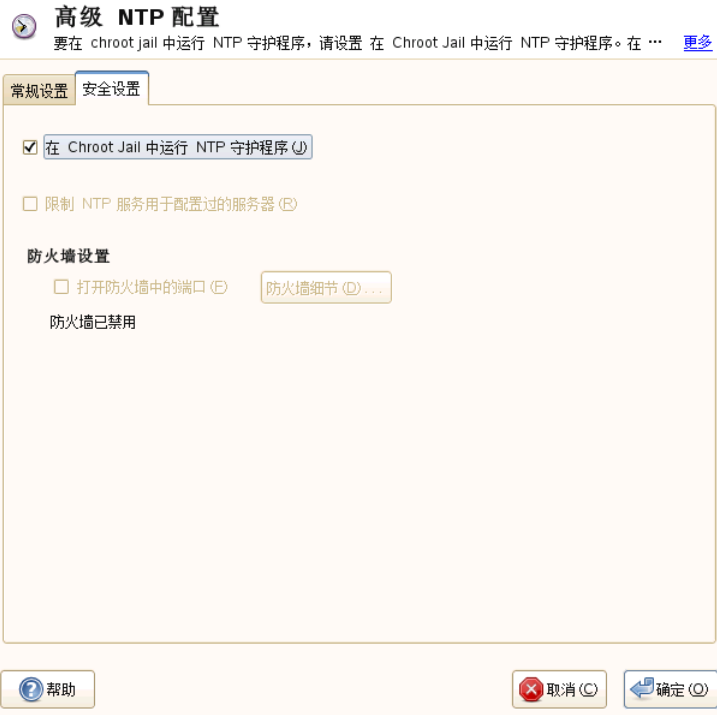 高级 NTP 配置
要在 chroot jail 中运行 NTP 守护程序，请设置 在 Chroot Jail 中运行 NTP 守护程序。在 … 更多
常规设置 安全设置
在 Chroot Jail 中运行 NTP 守护程序(J)
限制 NTP 服务用于配置过的服务器(R)
防火墙设置
打开防火墙中的端口(F) 防火墙细节(D)...
防火墙已禁用
帮助 取消(C) 确定(O)